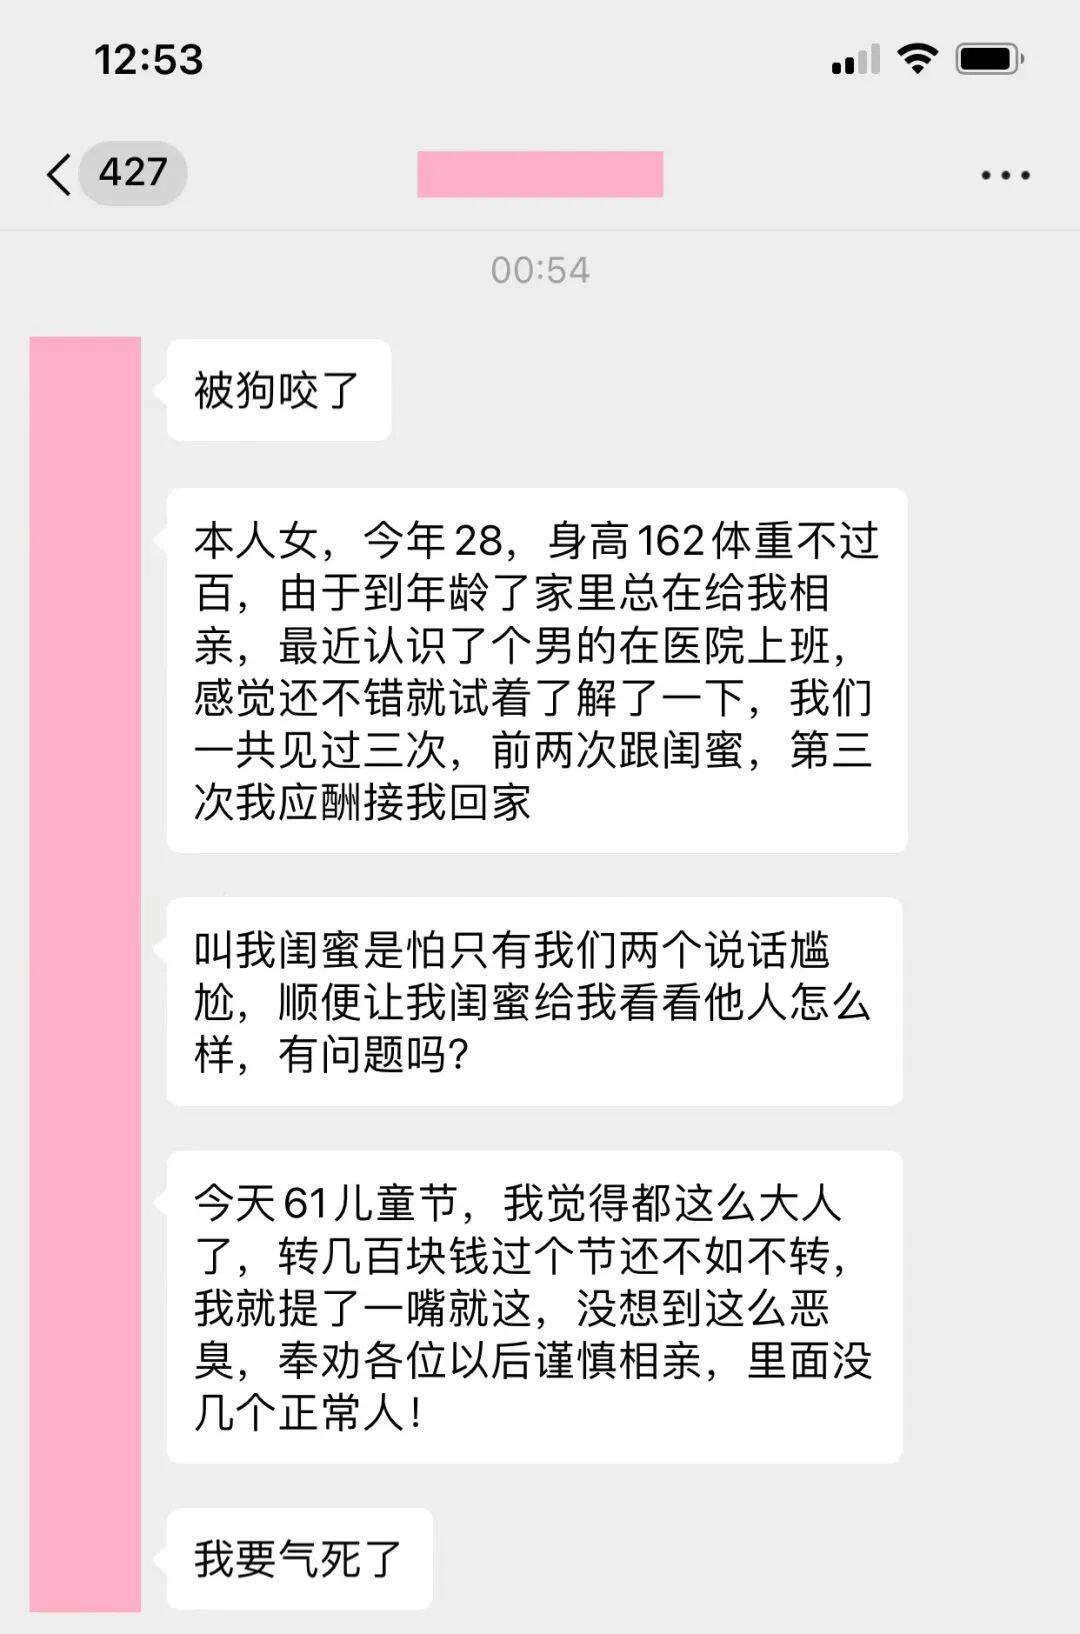 12:53
427
00:54
被狗咬了
本人女，今年28，身高162体重不过
百，由于到年龄了家里总在给我相
亲，最近认识了个男的在医院上班，
感觉还不错就试着了解了一下，我们
一共见过三次，前两次跟闺蜜，第三
次我应酬接我回家
叫我闺蜜是怕只有我们两个说话尴
尬，顺便让我闺蜜给我看看他人怎么
样，有问题吗?
今天61儿童节，我觉得都这么大人
了，转几百块钱过个节还不如不转，
我就提了一嘴就这，没想到这么恶
臭，奉劝各位以后谨慎相亲，里面没
几个正常人!
我要气死了